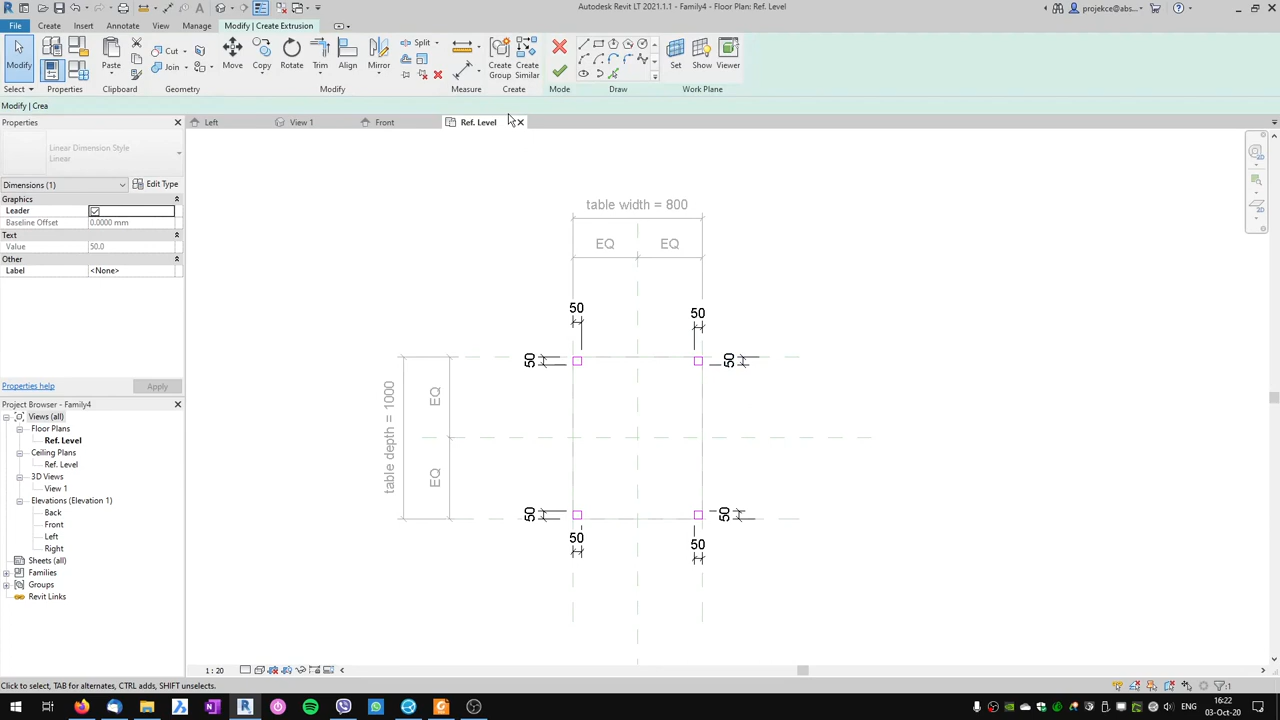 Autodesk Revit LT 2021.1.1 - Family4 - Floor Plan: Ref. Level
projekce@abs...
File
Create
Insert
Annotate
View
Manage
Modify | Create Extrusion
Modify
Paste
Cut
Join
Move
Copy
Rotate
Trim
Align
Mirror
Split
Create Group
Create Similar
Set
Show
Viewer
Select
Properties
Clipboard
Geometry
Modify
Measure
Create
Mode
Draw
Work Plane
Modify | Crea
Properties
Left
View 1
Front
Ref. Level
Linear Dimension Style
Linear
Dimensions (1)
Edit Type
Graphics
Leader
Baseline Offset 0.0000 mm
Text
Value 50.0
Other
Label <None>
Properties help
Apply
Project Browser - Family4
Views (all)
Floor Plans
Ref. Level
Ceiling Plans
Ref. Level
3D Views
View 1
Elevations (Elevation 1)
Back
Front
Left
Right
Sheets (all)
Families
Groups
Revit Links
table width = 800
EQ EQ
50 50
50 50
table depth = 1000
EQ
EQ
50 50
50 50
1 : 20
Click to select, TAB for alternates, CTRL adds, SHIFT unselects.
:1
16:22
03-Oct-20